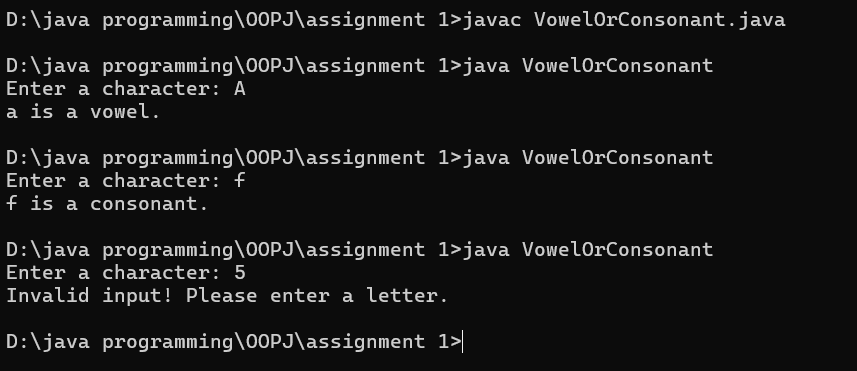 D:\java programming\OOPJ\assignment 1>javac VowelOrConsonant.java
D:\java programming\OOPJ\assignment 1>java VowelOrConsonant
Enter a character: A
a is a vowel.
D:\java programming\OOPJ\assignment 1>java VowelOrConsonant
Enter a character: f
f is a consonant.
D:\java programming\OOPJ\assignment 1>java VowelOrConsonant
Enter a character: 5
Invalid input! Please enter a letter.
D:\java programming\OOPJ\assignment 1>